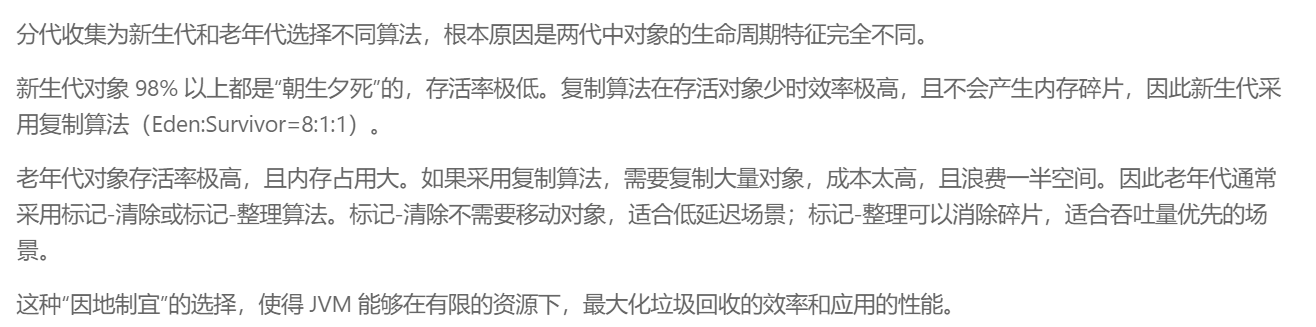 分代收集为新生代和老年代选择不同算法，根本原因是两代中对象的生命周期特征完全不同。
新生代对象 98% 以上都是“朝生夕死”的，存活率极低。复制算法在存活对象少时效率极高，且不会产生内存碎片，因此新生代采
用复制算法（Eden:Survivor=8:1:1）。
老年代对象存活率极高，且内存占用大。如果采用复制算法，需要复制大量对象，成本太高，且浪费一半空间。因此老年代通常
采用标记-清除或标记-整理算法。标记-清除不需要移动对象，适合低延迟场景；标记-整理可以消除碎片，适合吞吐量优先的场
景。
这种“因地制宜”的选择，使得 JVM 能够在有限的资源下，最大化垃圾回收的效率和应用的性能。